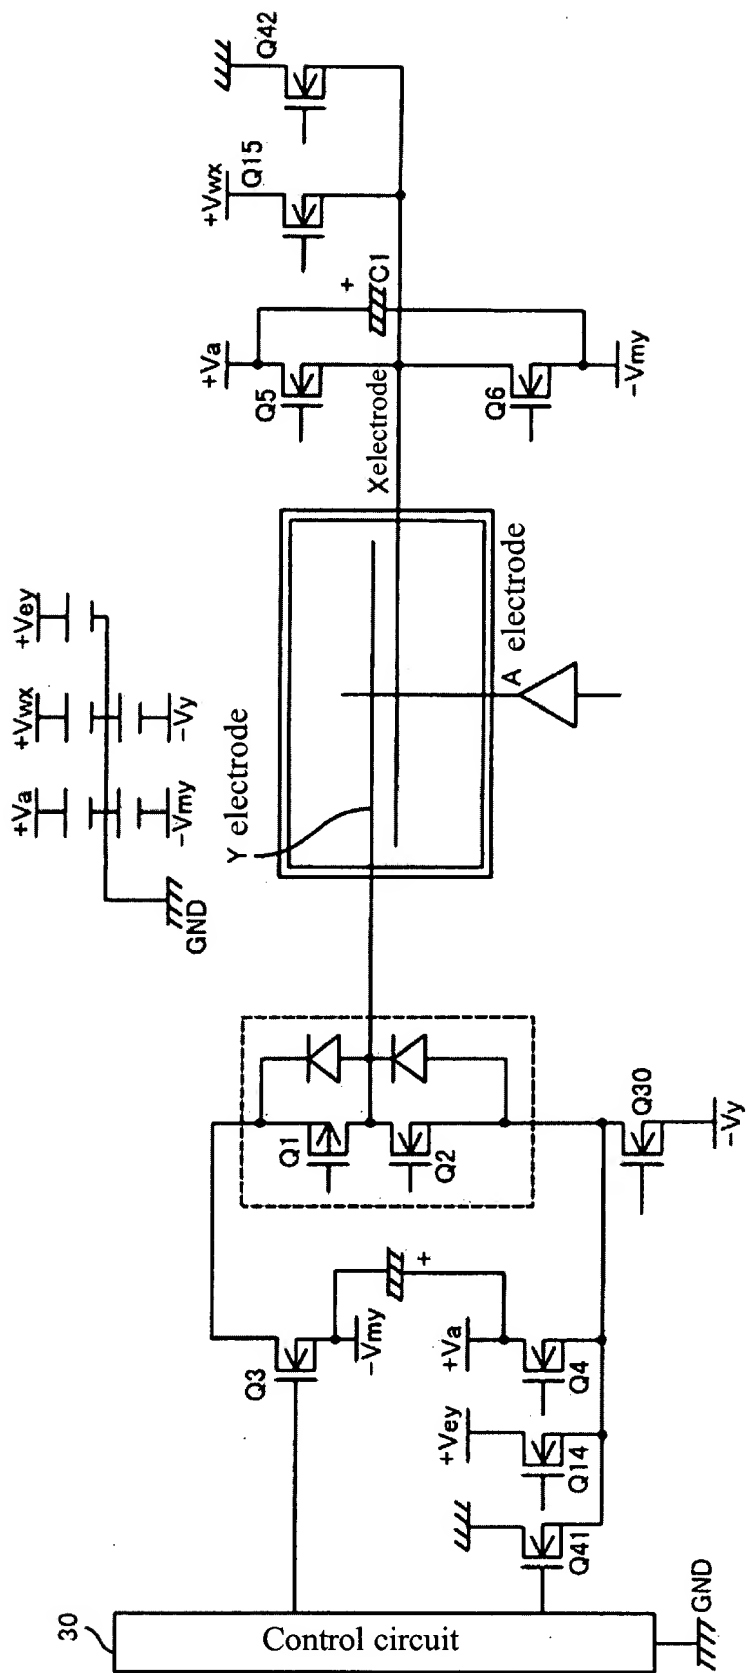 Q42
+Vwx
Q15
+
C1
+Va
Q5
Q6
-Vmy
X electrode
A electrode
Y electrode
+Va
+Vwx
+Vey
-Vmy
-Vy
GND
Q1
Q2
Q30
-Vy
Q3
-Vmy
+
+Va
Q4
+Vey
Q14
Q41
30
Control circuit
GND